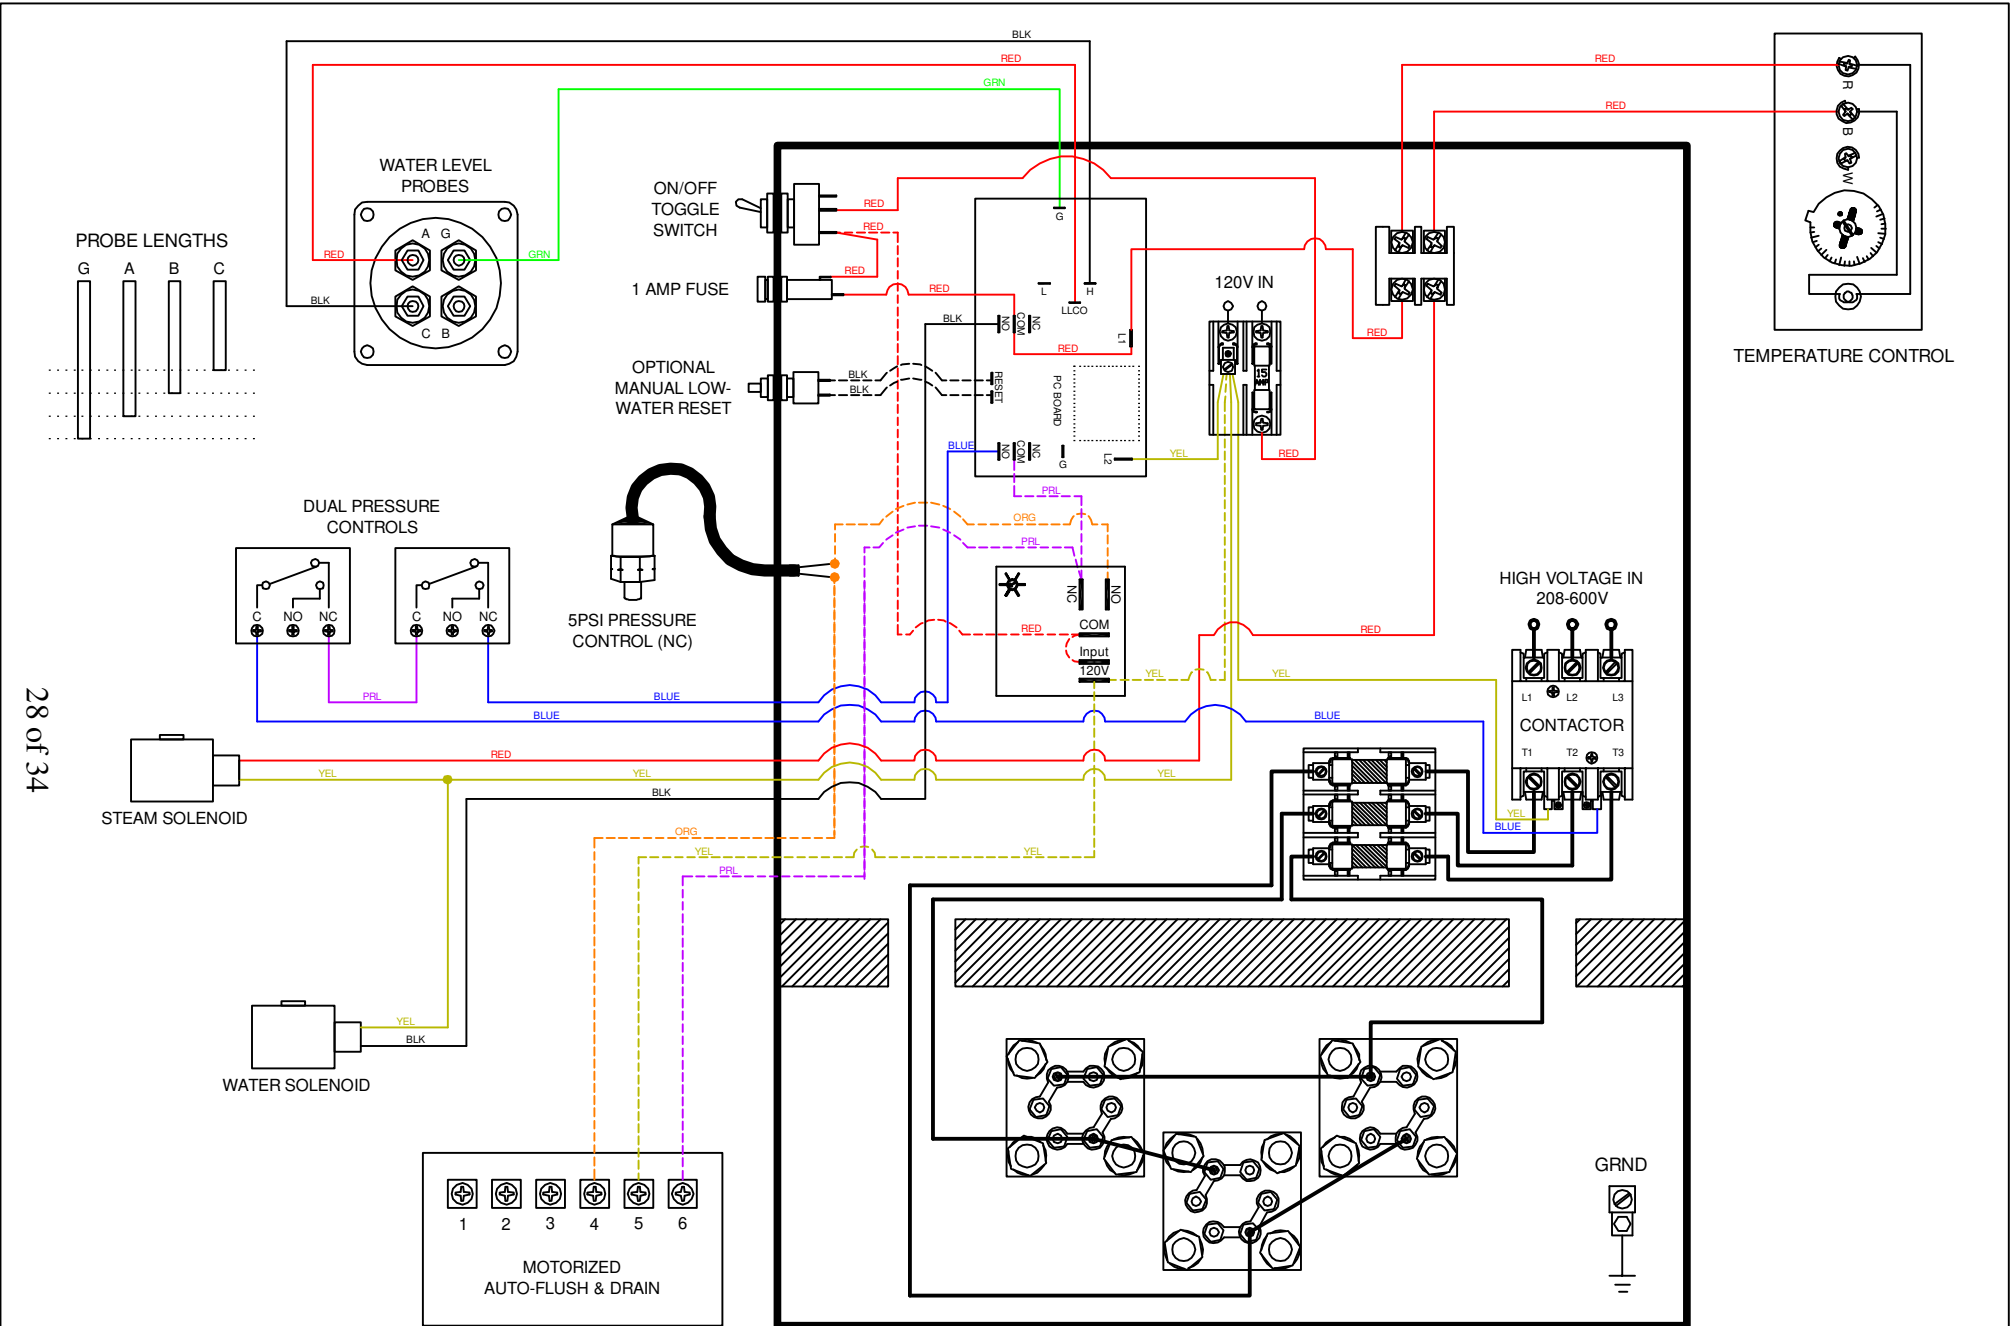 BLK
RED
GRN
RED
RED
WATER LEVEL
PROBES
A G
C B
RED
GRN
BLK
PROBE LENGTHS
G A B C
ON/OFF
TOGGLE
SWITCH
RED
RED
RED
1 AMP FUSE
RED
BLK
OPTIONAL
MANUAL LOW-
WATER RESET
BLK
BLK
G
L
H
LLCO
NO COM NC
L1
RED
RESET
PC BOARD
NO COM NC
G
L2
BLUE
YEL
PRL
120V IN
15
AMP
RED
RED
R
B
W
TEMPERATURE CONTROL
DUAL PRESSURE
CONTROLS
C NO NC
C NO NC
PRL
5PSI PRESSURE
CONTROL (NC)
ORG
PRL
NC NO
COM
Input
120V
RED
YEL
YEL
RED
BLUE
BLUE
BLUE
HIGH VOLTAGE IN
208-600V
L1 L2 L3
CONTACTOR
T1 T2 T3
YEL
BLUE
RED
YEL
YEL
YEL
STEAM SOLENOID
BLK
ORG
YEL
YEL
PRL
28 of 34
YEL
BLK
WATER SOLENOID
1 2 3 4 5 6
MOTORIZED
AUTO-FLUSH & DRAIN
GRND